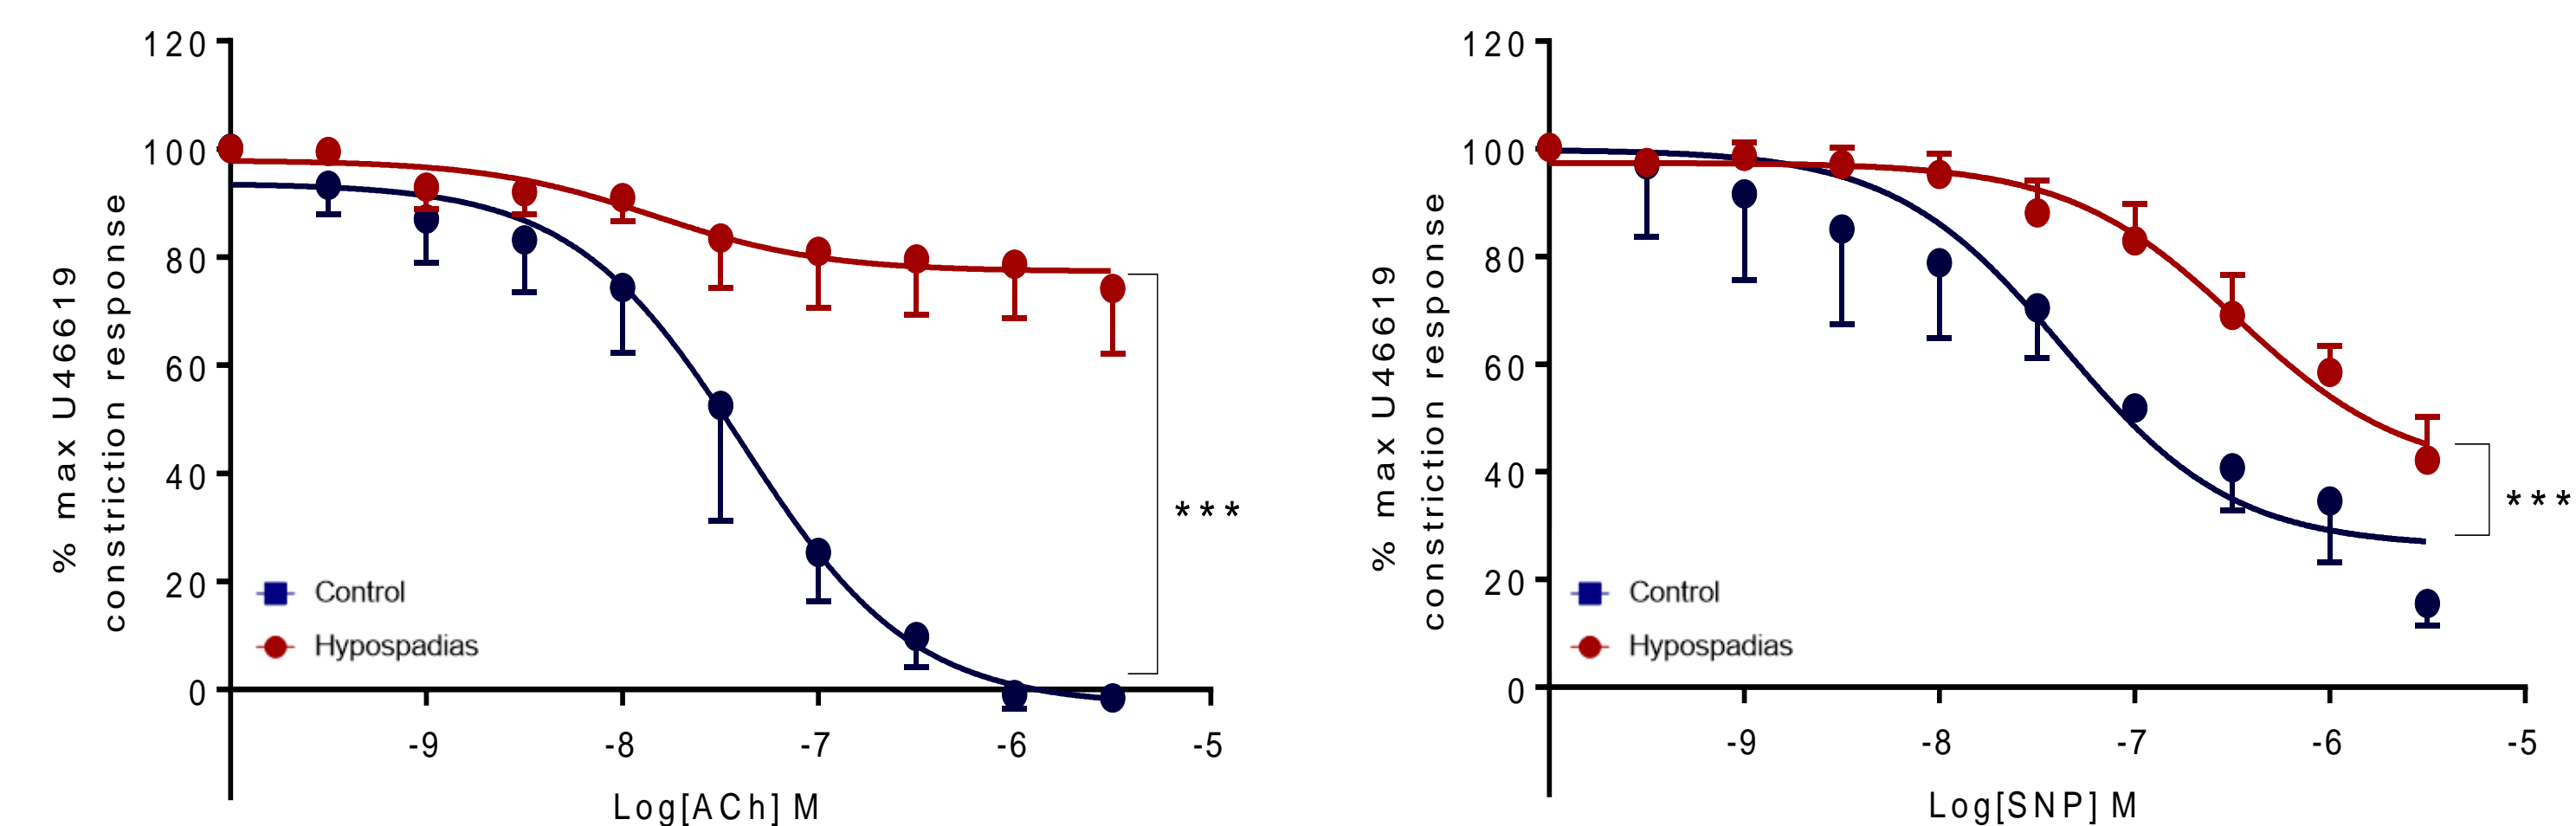 % max U46619
constriction response
120
100
80
60
40
20
0
Control
Hypospadias
-9
-8
-7
-6
-5
Log[ACh] M
***
% max U46619
constriction response
120
100
80
60
40
20
0
Control
Hypospadias
-9
-8
-7
-6
-5
Log[SNP] M
***